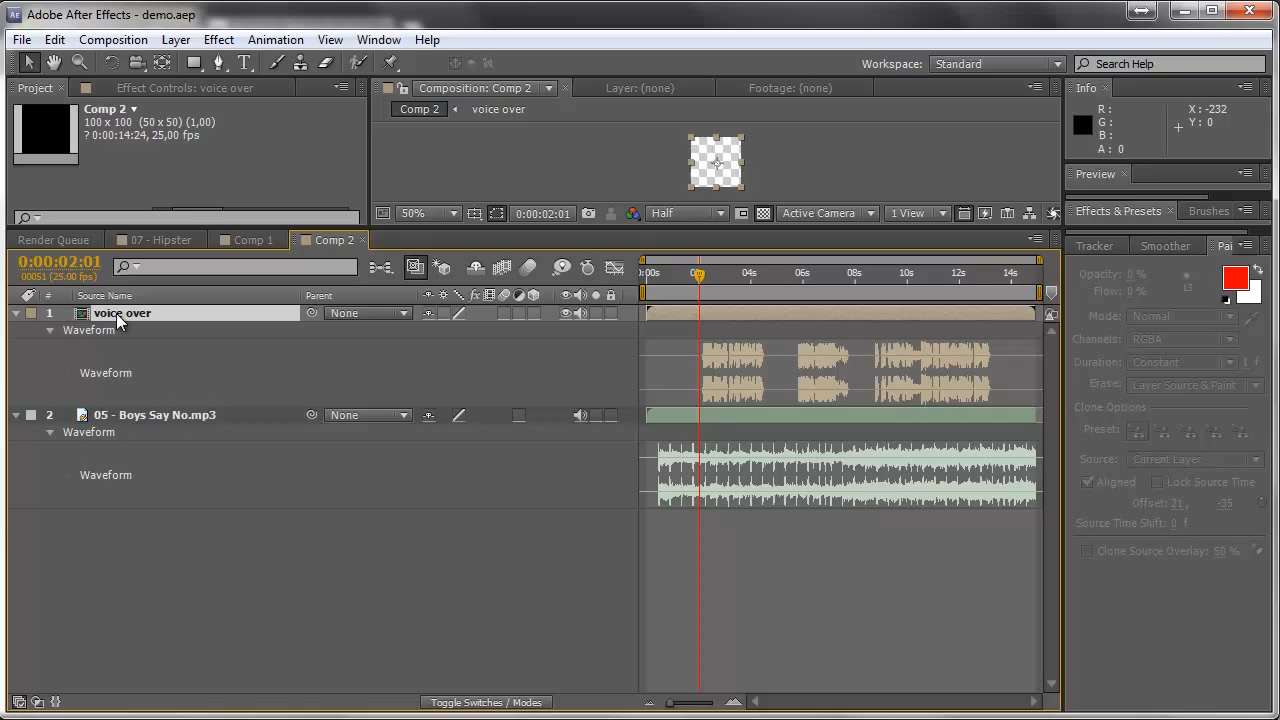 Adobe After Effects - demo.aep
File Edit Composition Layer Effect Animation View Window Help
Workspace: Standard Search Help
Project Effect Controls: voice over
Composition: Comp 2 Layer: (none) Footage: (none)
Info
Comp 2
100 x 100 (50 x 50) (1,00)
? 0:00:14:24, 25,00 fps
Comp 2 voice over
R: X: -232
G: Y: 0
B:
A: 0
Preview
50% 0:00:02:01 Half Active Camera 1 View
Effects & Presets Brushes
Render Queue 07 - Hipster Comp 1 Comp 2
Tracker Smoother Pai
0:00:02:01
00051 (25.00 fps)
04s 06s 08s 10s 12s 14s
# Source Name Parent
1 voice over None
Waveform
Waveform
2 05 - Boys Say No.mp3 None
Waveform
Waveform
Toggle Switches / Modes
Opacity: 0 %
Flow: 0 % 13
Mode: Normal
Channels: RGBA
Duration: Constant
Erase: Layer Source & Paint
Clone Options
Preset:
Source: Current Layer
Aligned Lock Source Time
Offset: 21, -35
Source Time Shift: 0 f
Clone Source Overlay: 50 %